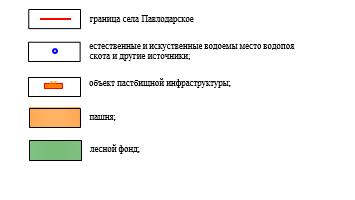 граница села Павлодарское
естественные и искуственные водоемы место водопоя
скота и другие источники;
объект пастбищной инфраструктуры;
пашня;
лесной фонд;